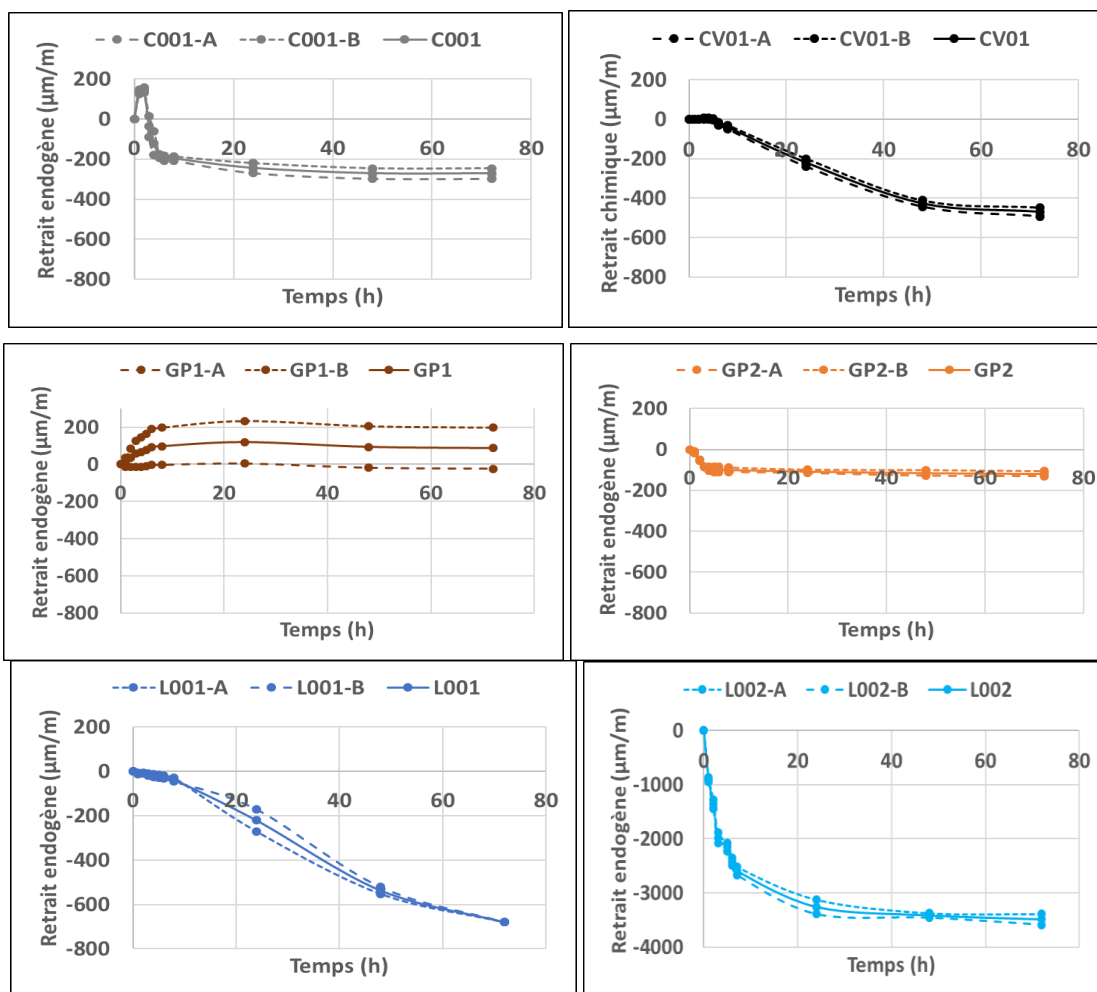 C001-A C001-B C001
Retrait endogène (µm/m)
200
0
-200
-400
-600
-800
0 20 40 60 80
Temps (h)
CV01-A CV01-B CV01
Retrait chimique (µm/m)
200
0
-200
-400
-600
-800
0 20 40 60 80
Temps (h)
GP1-A GP1-B GP1
Retrait endogène (µm/m)
200
0
-200
-400
-600
-800
0 20 40 60 80
Temps (h)
GP2-A GP2-B GP2
Retrait endogène (µm/m)
200
0
-200
-400
-600
-800
0 20 40 60 80
Temps (h)
L001-A L001-B L001
Retrait endogène (µm/m)
200
0
-200
-400
-600
-800
0 20 40 60 80
Temps (h)
L002-A L002-B L002
Retrait endogène (µm/m)
0
-1000
-2000
-3000
-4000
0 20 40 60 80
Temps (h)